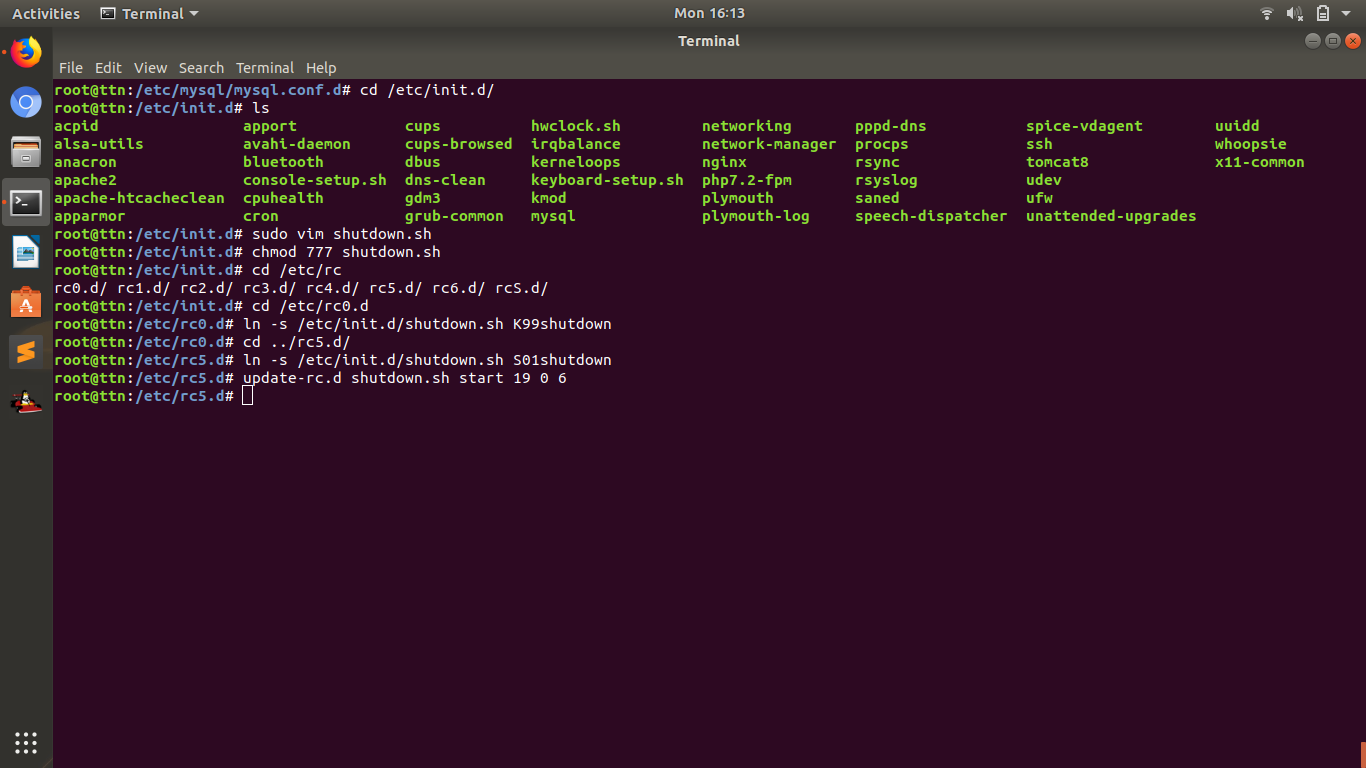 Activities Terminal Mon 16:13
Terminal
File Edit View Search Terminal Help
root@ttn:/etc/mysql/mysql.conf.d# cd /etc/init.d/
root@ttn:/etc/init.d# ls
acpid apport cups hwclock.sh networking pppd-dns spice-vdagent uuidd
alsa-utils avahi-daemon cups-browsed irqbalance network-manager procps ssh whoopsie
anacron bluetooth dbus kerneloops nginx rsync tomcat8 x11-common
apache2 console-setup.sh dns-clean keyboard-setup.sh php7.2-fpm rsyslog udev
apache-htcacheclean cpuhealth gdm3 kmod plymouth saned ufw
apparmor cron grub-common mysql plymouth-log speech-dispatcher unattended-upgrades
root@ttn:/etc/init.d# sudo vim shutdown.sh
root@ttn:/etc/init.d# chmod 777 shutdown.sh
root@ttn:/etc/init.d# cd /etc/rc
rc0.d/ rc1.d/ rc2.d/ rc3.d/ rc4.d/ rc5.d/ rc6.d/ rcS.d/
root@ttn:/etc/init.d# cd /etc/rc0.d
root@ttn:/etc/rc0.d# ln -s /etc/init.d/shutdown.sh K99shutdown
root@ttn:/etc/rc0.d# cd ../rc5.d/
root@ttn:/etc/rc5.d# ln -s /etc/init.d/shutdown.sh S01shutdown
root@ttn:/etc/rc5.d# update-rc.d shutdown.sh start 19 0 6
root@ttn:/etc/rc5.d#